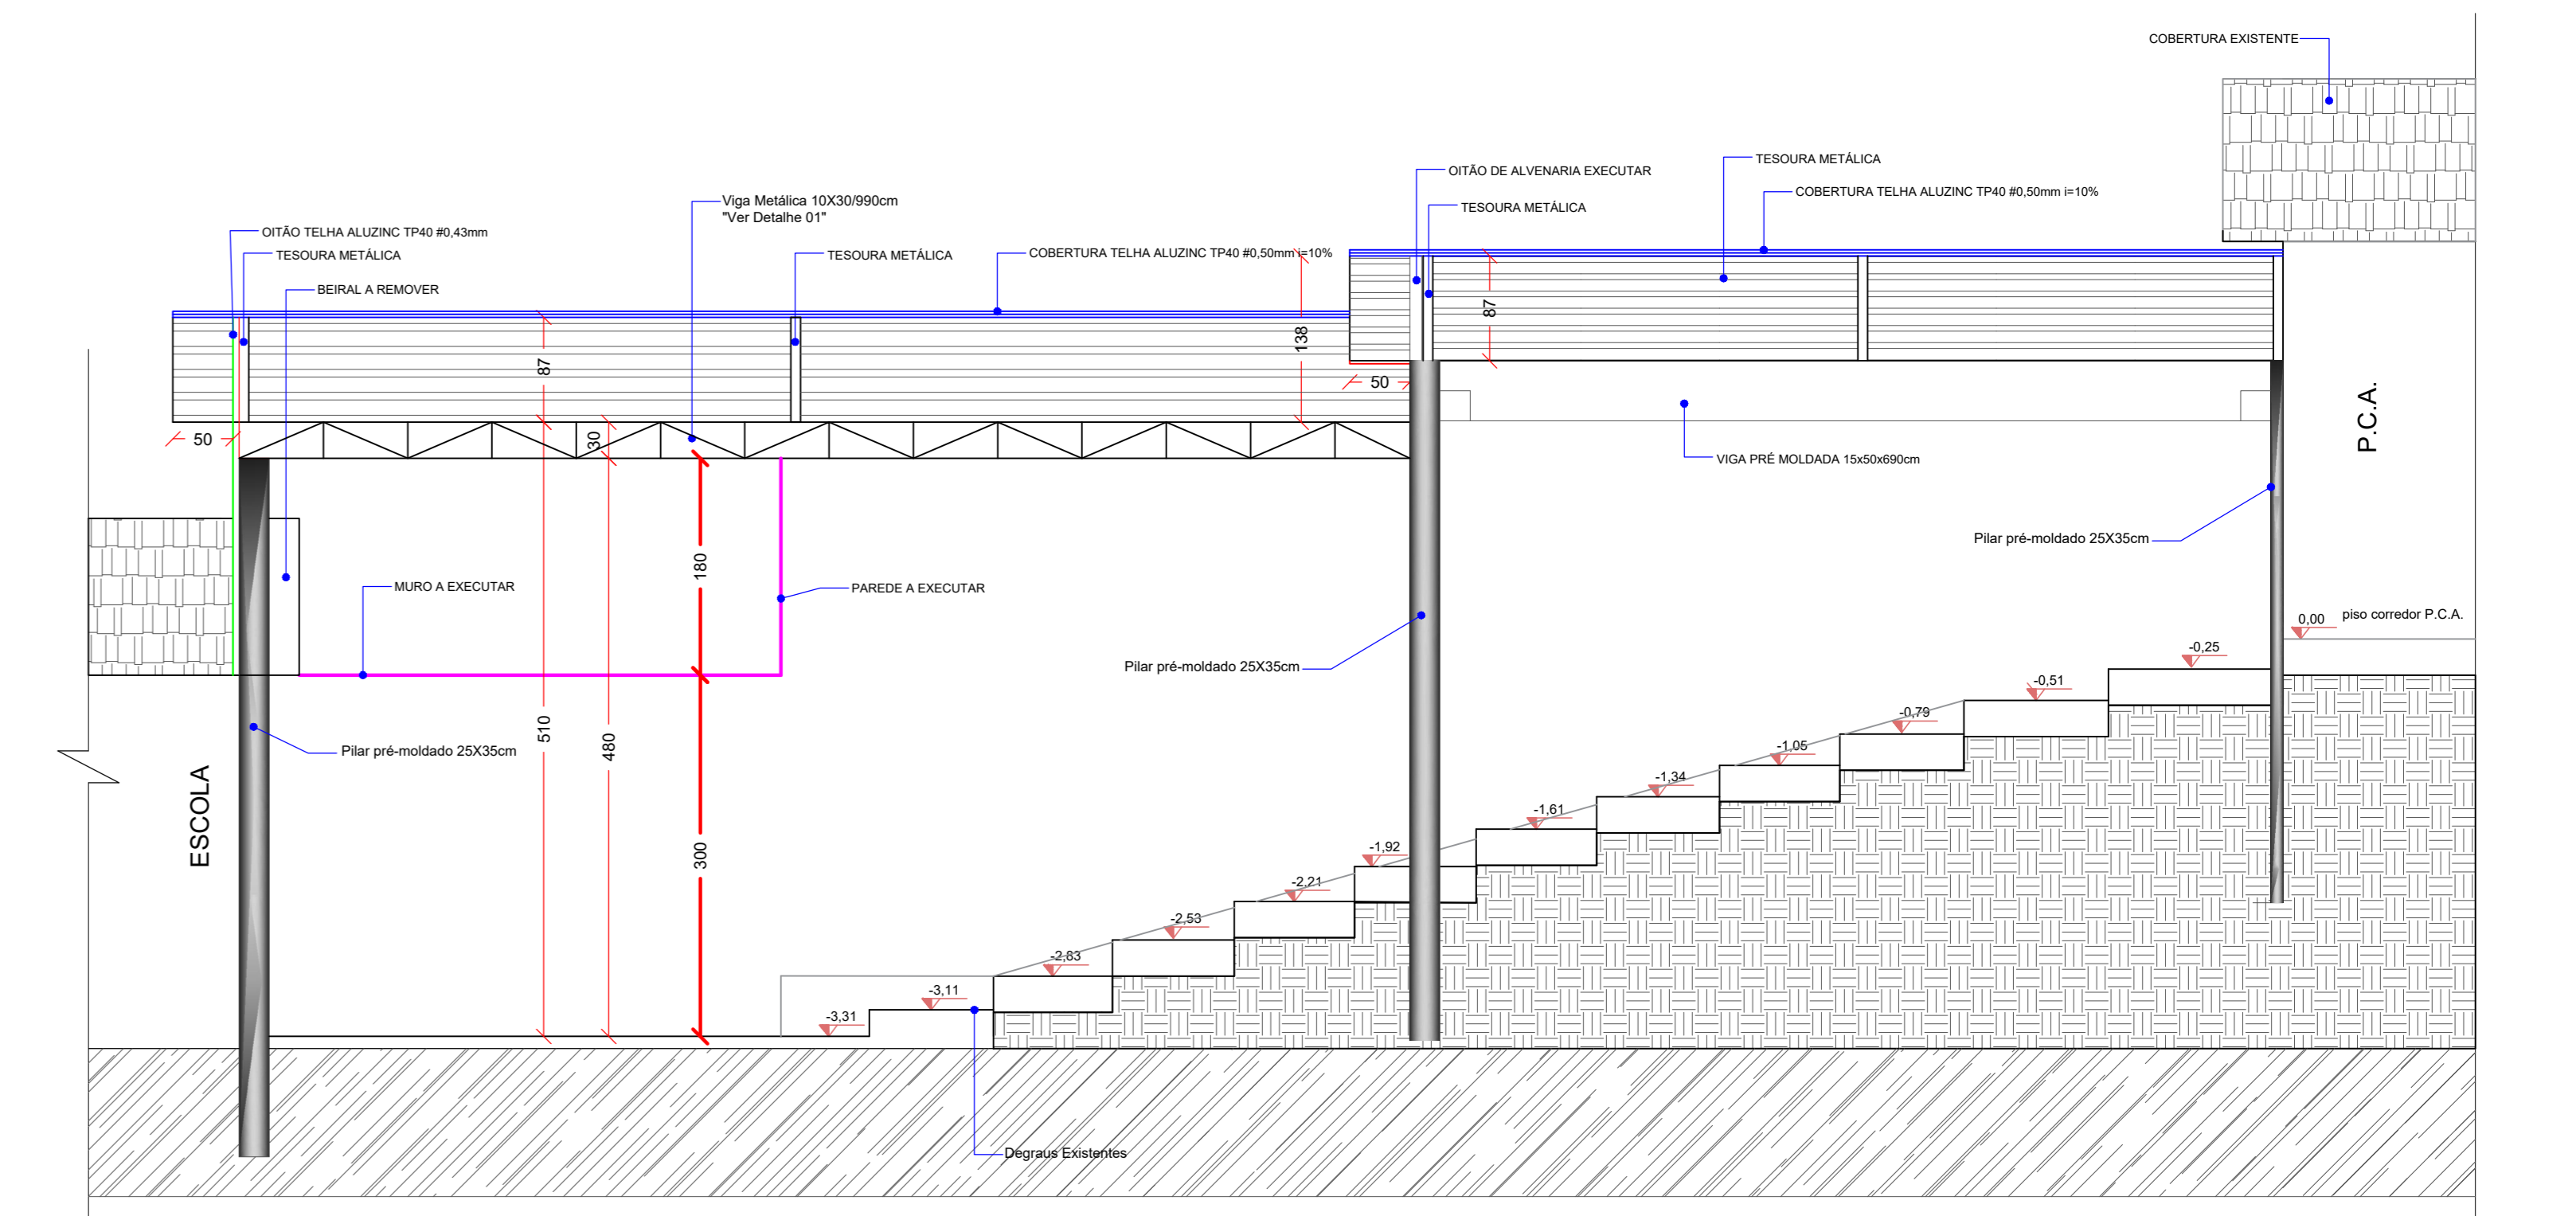 COBERTURA EXISTENTE
TESOURA METÁLICA
OITÃO DE ALVENARIA EXECUTAR
COBERTURA TELHA ALUZINC TP40 #0,50mm i=10%
TESOURA METÁLICA
Viga Metálica 10X30/990cm
"Ver Detalhe 01"
OITÃO TELHA ALUZINC TP40 #0,43mm
TESOURA METÁLICA
TESOURA METÁLICA
COBERTURA TELHA ALUZINC TP40 #0,50mm i=10%
BEIRAL A REMOVER
87
138
87
50
50
30
P.C.A.
VIGA PRÉ MOLDADA 15x50x690cm
Pilar pré-moldado 25X35cm
180
MURO A EXECUTAR
PAREDE A EXECUTAR
0,00
piso corredor P.C.A.
-0,25
Pilar pré-moldado 25X35cm
-0,51
-0,79
510
480
-1,05
Pilar pré-moldado 25X35cm
-1,34
ESCOLA
-1,61
300
-1,92
-2,21
-2,53
-2,83
-3,11
-3,31
Degraus Existentes